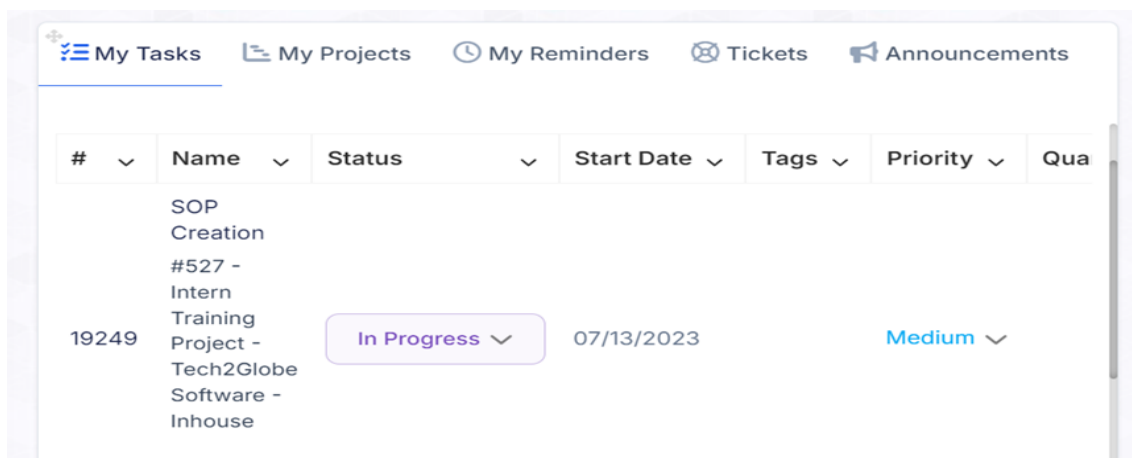 My Tasks My Projects My Reminders Tickets Announcements
# Name Status Start Date Tags Priority Qua
SOP
Creation
#527 -
Intern
Training
19249 Project - In Progress 07/13/2023 Medium
Tech2Globe
Software -
Inhouse